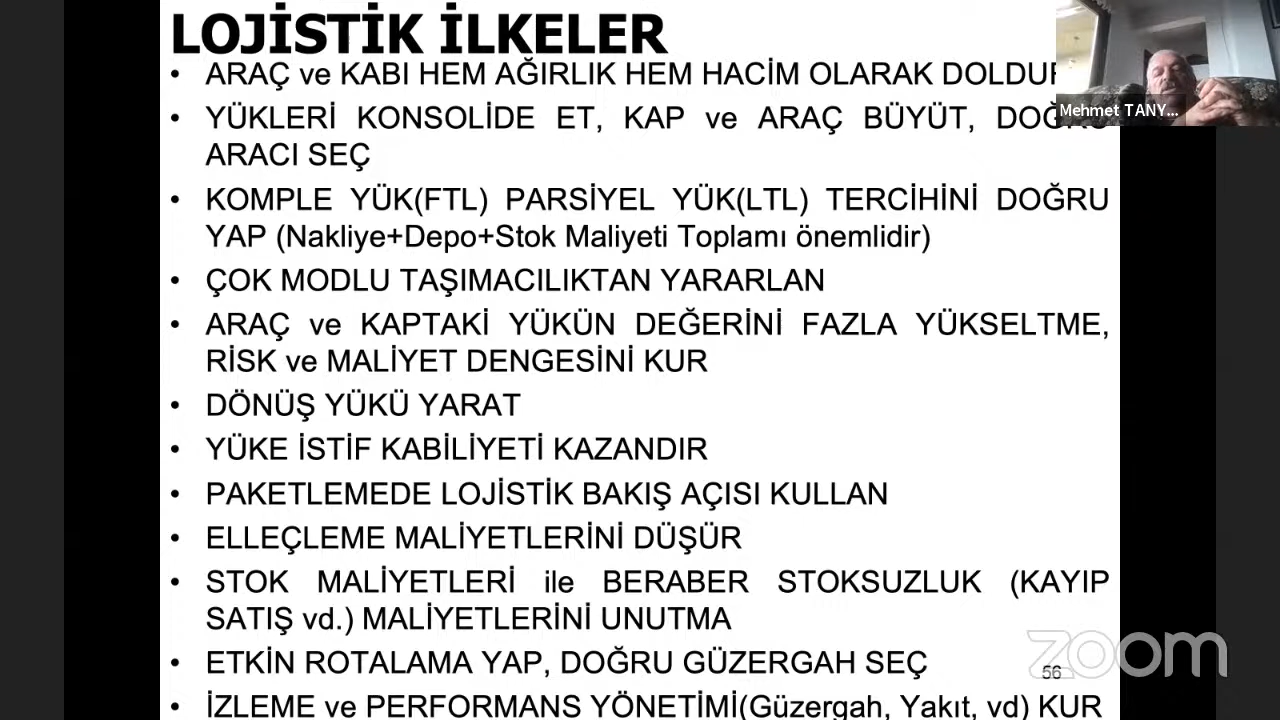 LOJİSTİK İLKELER
• ARAÇ ve KABI HEM AĞIRLIK HEM HACİM OLARAK
• YÜKLERİ KONSOLİDE ET, KAP ve ARAÇ BÜYÜT, DOĞRU
ARACI SEÇ
• KOMPLE YÜK(FTL) PARSİYEL YÜK(LTL) TERCİHİNİ DOĞRU
YAP (Nakliye+Depo+Stok Maliyeti Toplamı önemlidir)
• ÇOK MODLU TAŞIMACILIKTAN YARARLAN
• ARAÇ ve KAPTAKİ YÜKÜN DEĞERİNİ FAZLA YÜKSELTME,
RİSK ve MALİYET DENGESİNİ KUR
• DÖNÜŞ YÜKÜ YARAT
• YÜKE İSTİF KABİLİYETİ KAZANDIR
• PAKETLEMEDE LOJİSTİK BAKIŞ AÇISI KULLAN
• ELLEÇLEME MALİYETLERİNİ DÜŞÜR
• STOK MALİYETLERİ ile BERABER STOKSUZLUK (KAYIP
SATIŞ vd.) MALİYETLERİNİ UNUTMA
• ETKİN ROTALAMA YAP, DOĞRU GÜZERGAH SEÇ
• İZLEME ve PERFORMANS YÖNETİMİ(Güzergah, Yakıt, vd) KUR
Mehmet TANY...
zoom
56